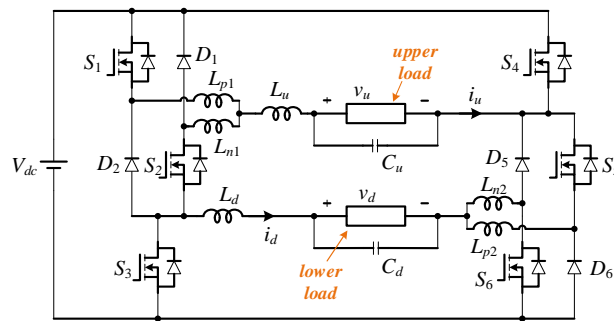 S1
D1
S4
Lp1
Lu
+ vu −
upper load
iu
Ln1
Cu
Vdc
D2
S2
D5
S
Ln2
Ld
+ vd −
id
Lp2
Cd
lower load
S3
S6
D6